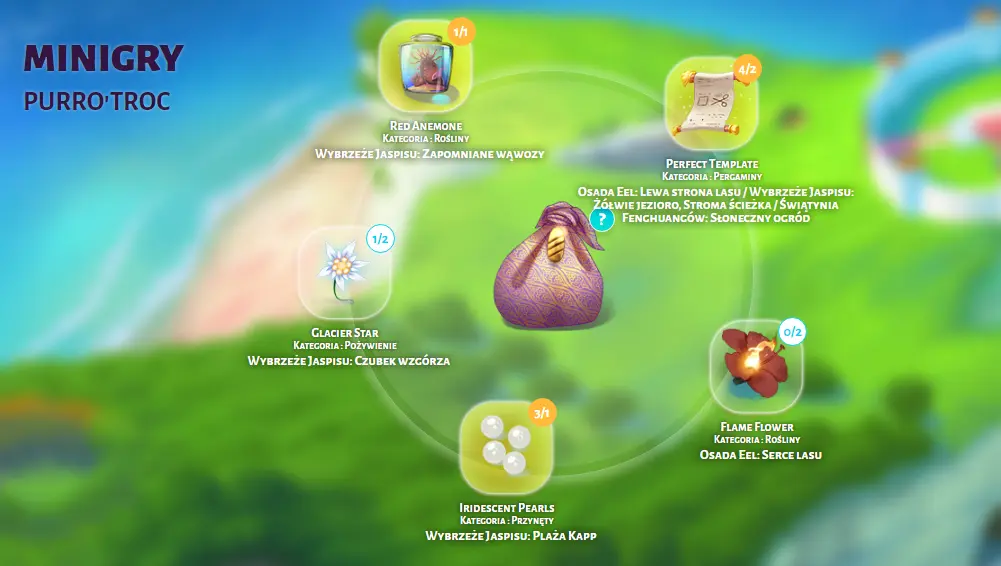 MINIGRY
PURRO'TROC
1/1
RED ANEMONE
KATEGORIA : ROŚLINY
WYBRZEŻE JASPISU: ZAPOMNIANE WĄWOZY
4/2
PERFECT TEMPLATE
KATEGORIA : PERGAMINY
OSADA EEL: LEWA STRONA LASU / WYBRZEŻE JASPISU:
ŻÓŁWIE JEZIORO, STROMA ŚCIEŻKA / ŚWIĄTYNIA
FENGHUANGÓW: SŁONECZNY OGRÓD
?
1/2
GLACIER STAR
KATEGORIA : POŻYWIENIE
WYBRZEŻE JASPISU: CZUBEK WZGÓRZA
0/2
FLAME FLOWER
KATEGORIA : ROŚLINY
OSADA EEL: SERCE LASU
3/1
IRIDESCENT PEARLS
KATEGORIA : PRZYNĘTY
WYBRZEŻE JASPISU: PLAŻA KAPP